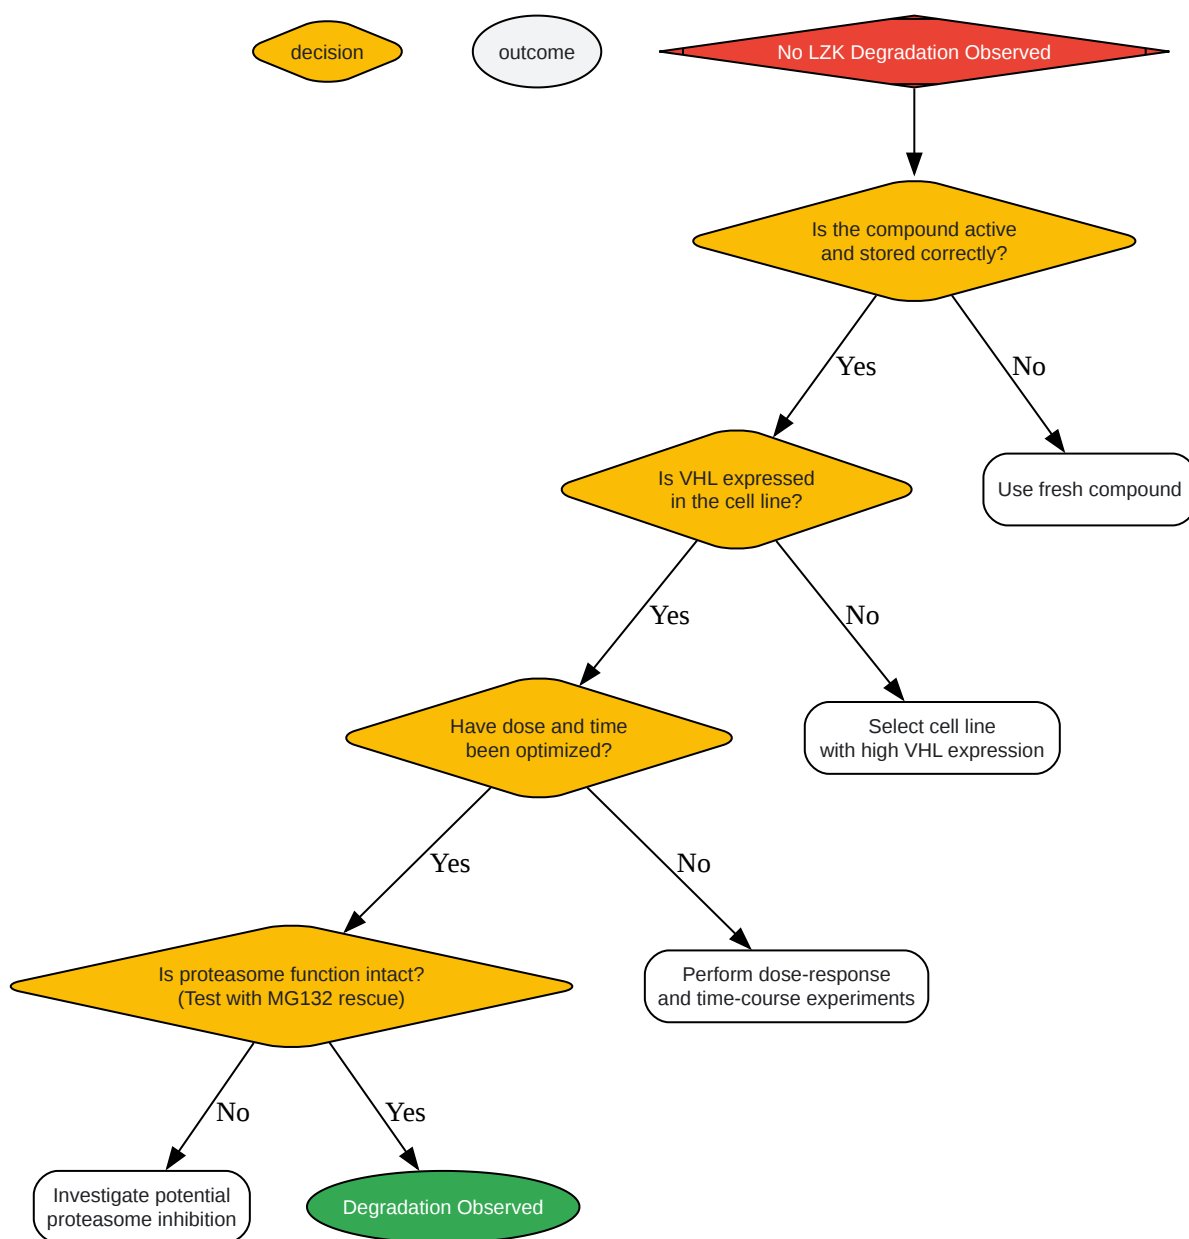 decision
outcome
No LZK Degradation Observed
Is the compound active
and stored correctly?
Yes
No
Is VHL expressed
in the cell line?
Use fresh compound
Yes
No
Have dose and time
been optimized?
Select cell line
with high VHL expression
Yes
No
Is proteasome function intact?
(Test with MG132 rescue)
Perform dose-response
and time-course experiments
No
Yes
Investigate potential
proteasome inhibition
Degradation Observed